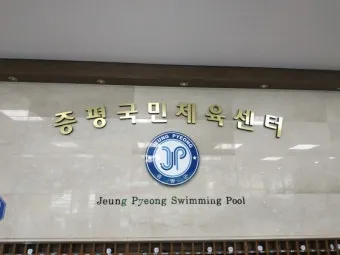 증평국민체육센터
JEUNG PYEONG
JP
Jeung Pyeong Swimming Pool